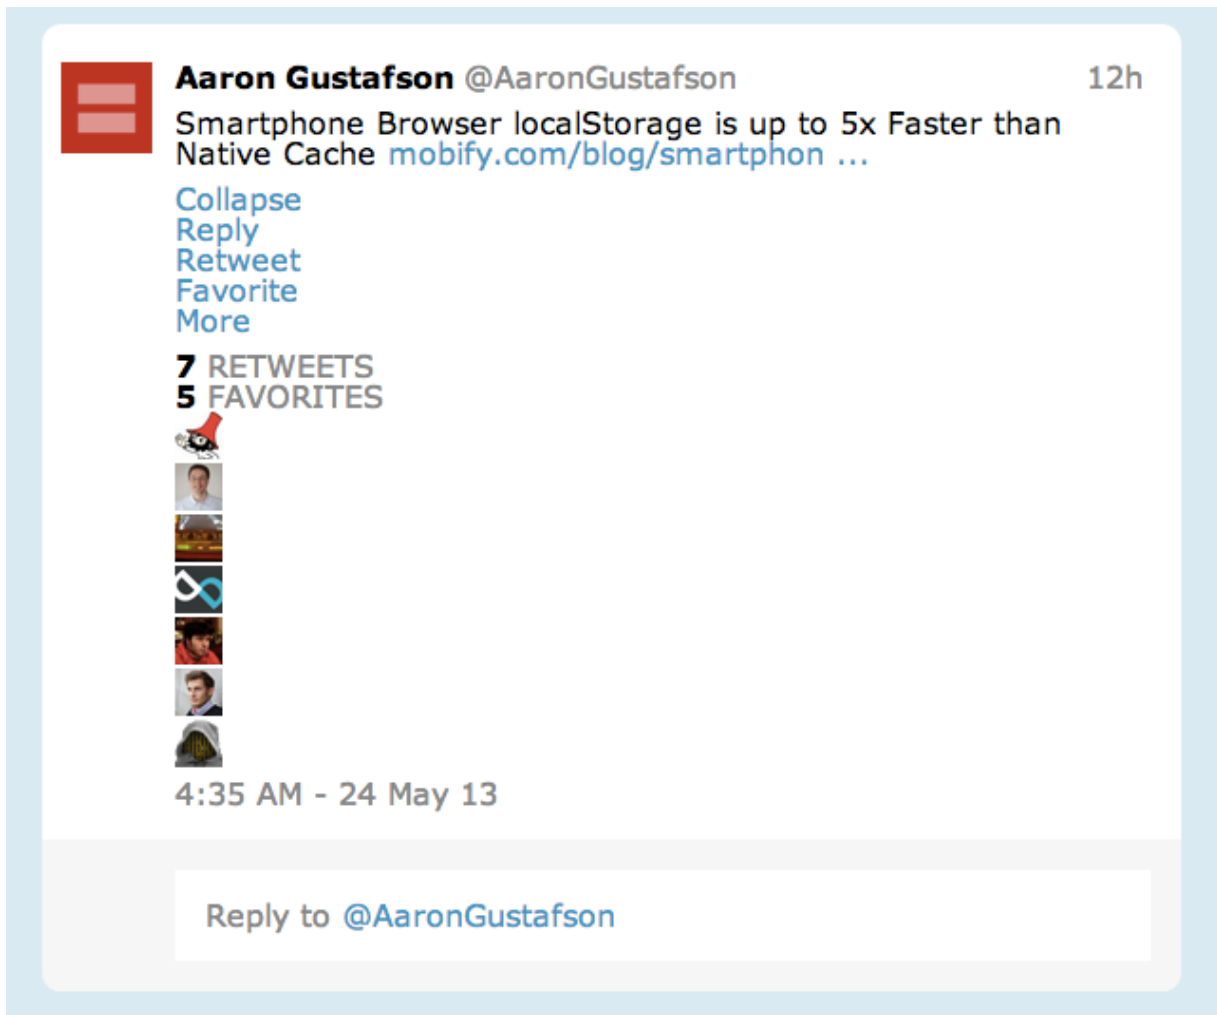 Aaron Gustafson @AaronGustafson 12h
Smartphone Browser localStorage is up to 5x Faster than
Native Cache mobify.com/blog/smartphon ...
Collapse
Reply
Retweet
Favorite
More
7 RETWEETS
5 FAVORITES
4:35 AM - 24 May 13
Reply to @AaronGustafson